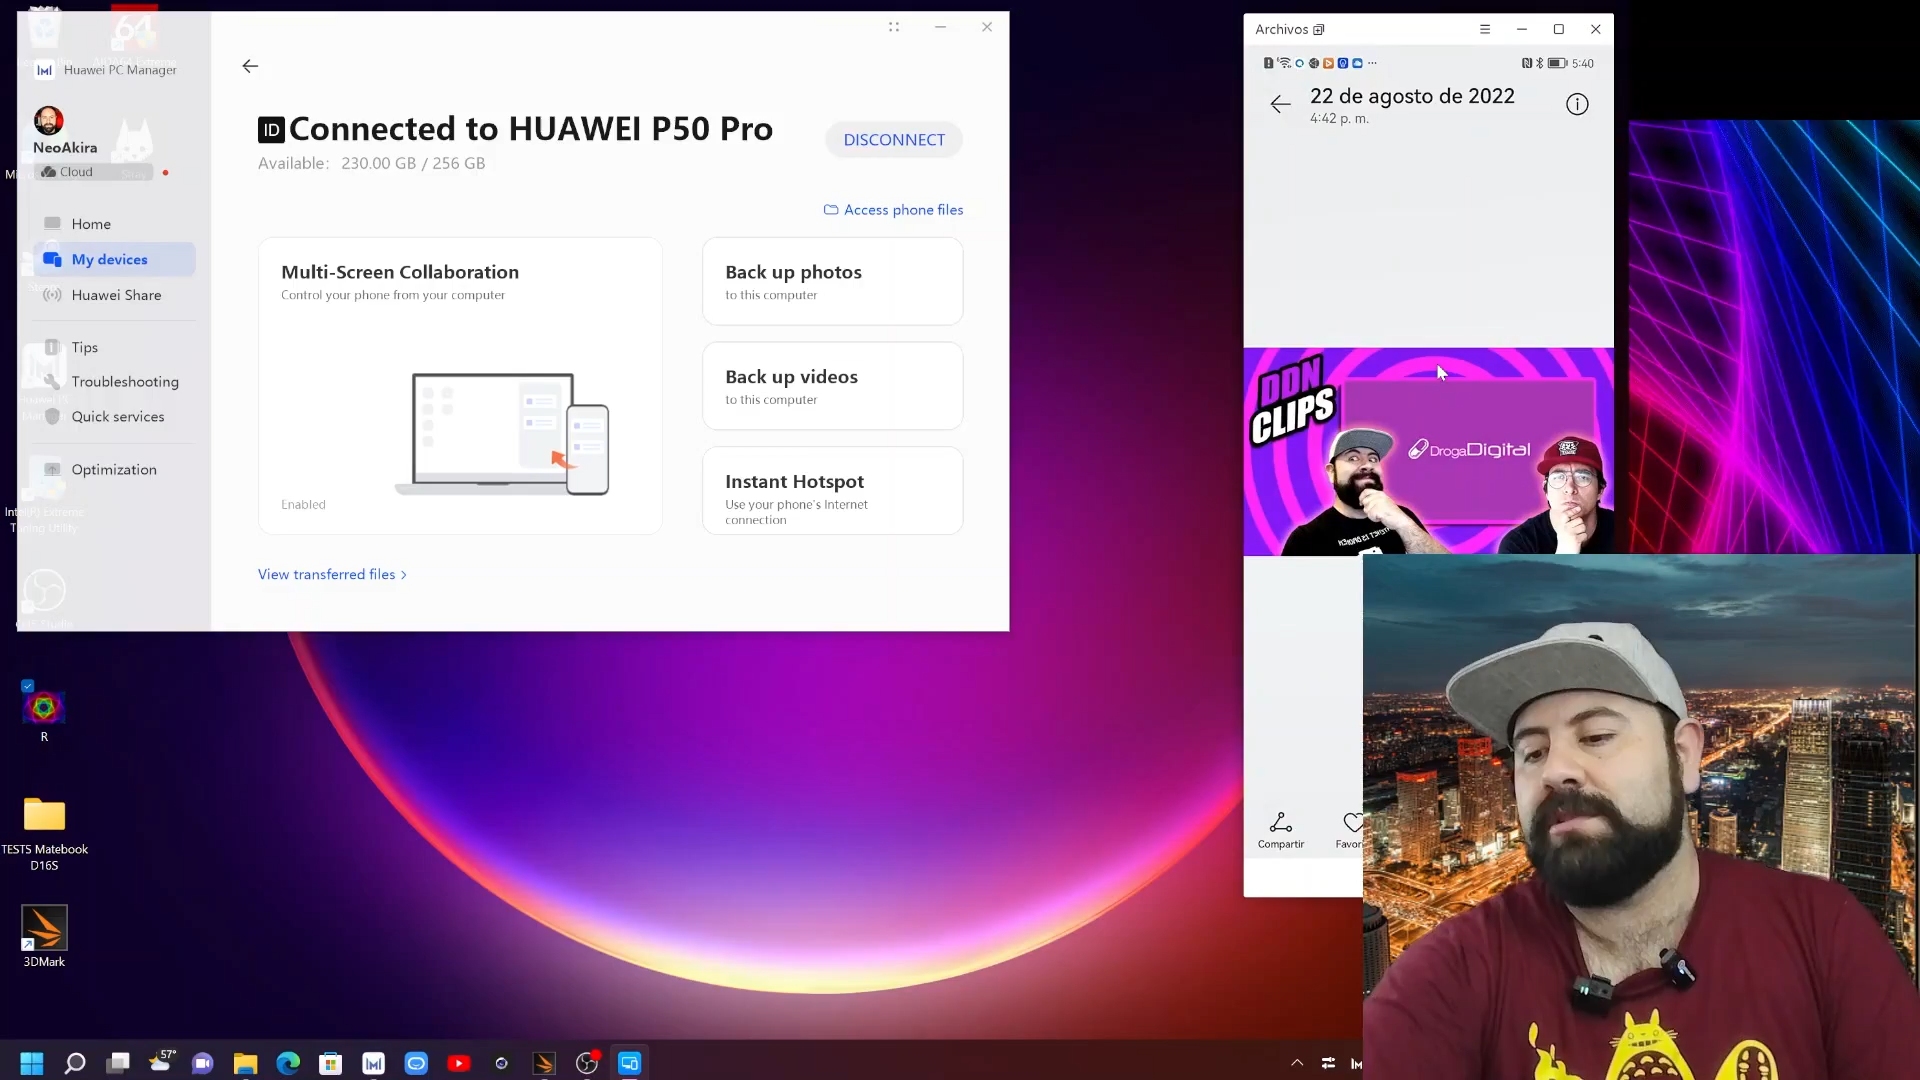 Huawei PC Manager
NeoAkira
Cloud
Home
My devices
Huawei Share
Tips
Troubleshooting
Quick services
Optimization
ID Connected to HUAWEI P50 Pro
DISCONNECT
Available: 230.00 GB / 256 GB
Access phone files
Multi-Screen Collaboration
Control your phone from your computer
Enabled
Back up photos
to this computer
Back up videos
to this computer
Instant Hotspot
Use your phone's Internet
connection
View transferred files >
Archivos
5:40
22 de agosto de 2022
4:42 p. m.
DDN
CLIPS
DrogaDigital
Compartir
64
R
TESTS Matebook
D16S
3DMark
57°